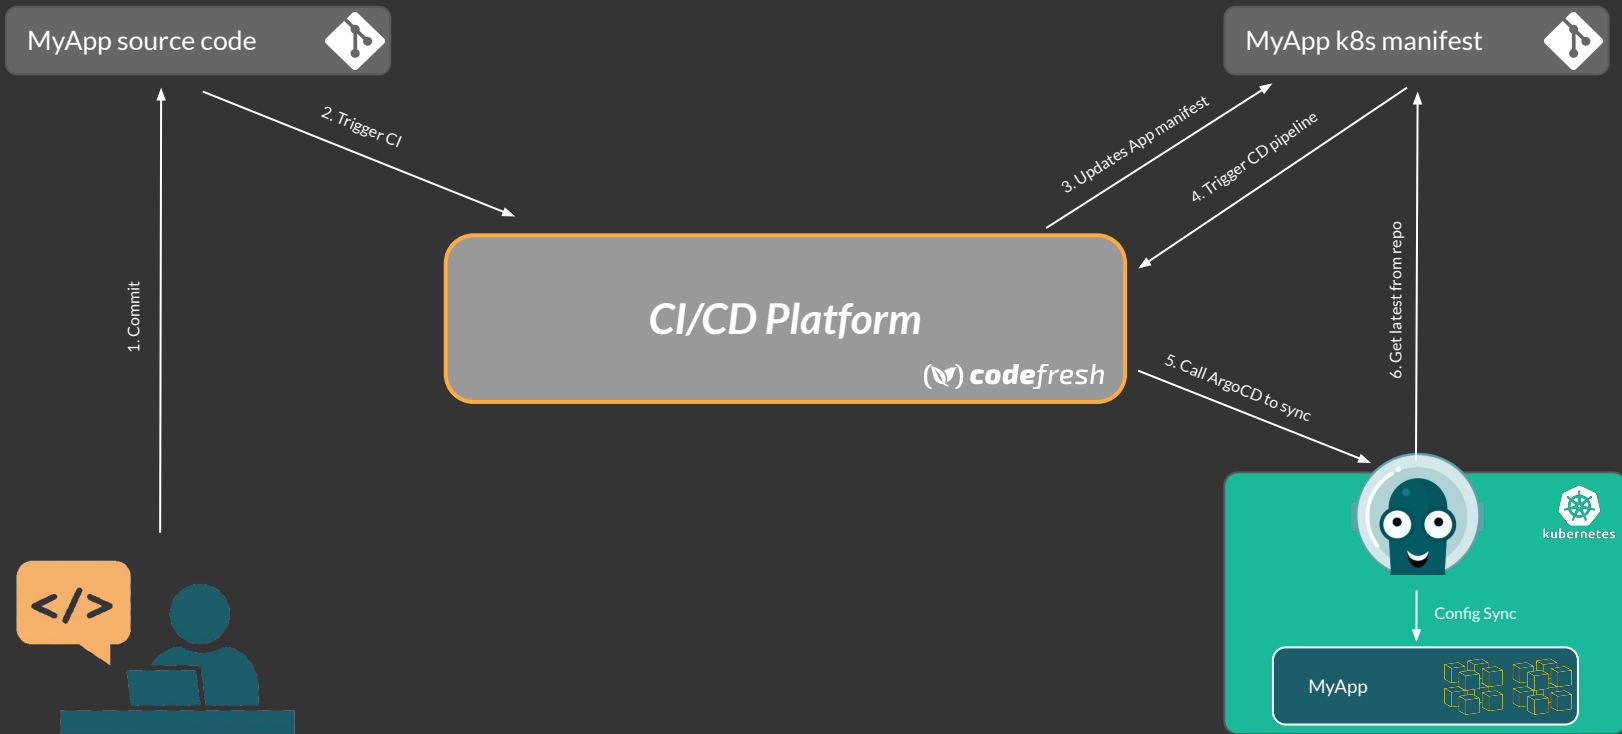 MyApp source code
MyApp k8s manifest
2. Trigger CI
3. Updates App manifest
4. Trigger CD pipeline
1. Commit
6. Get latest from repo
CI/CD Platform
codefresh
5. Call ArgoCD to sync
kubernetes
</>
Config Sync
MyApp